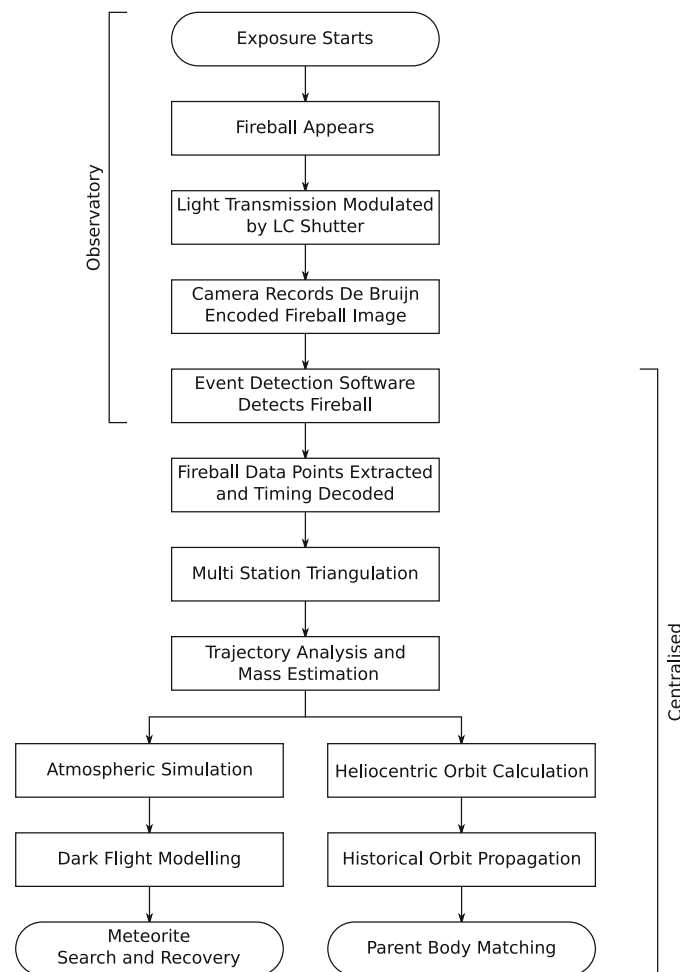 Exposure Starts
Fireball Appears
Light Transmission Modulated
by LC Shutter
Camera Records De Bruijn
Encoded Fireball Image
Event Detection Software
Detects Fireball
Fireball Data Points Extracted
and Timing Decoded
Multi Station Triangulation
Trajectory Analysis and
Mass Estimation
Atmospheric Simulation
Heliocentric Orbit Calculation
Dark Flight Modelling
Historical Orbit Propagation
Meteorite
Search and Recovery
Parent Body Matching
Observatory
Centralised